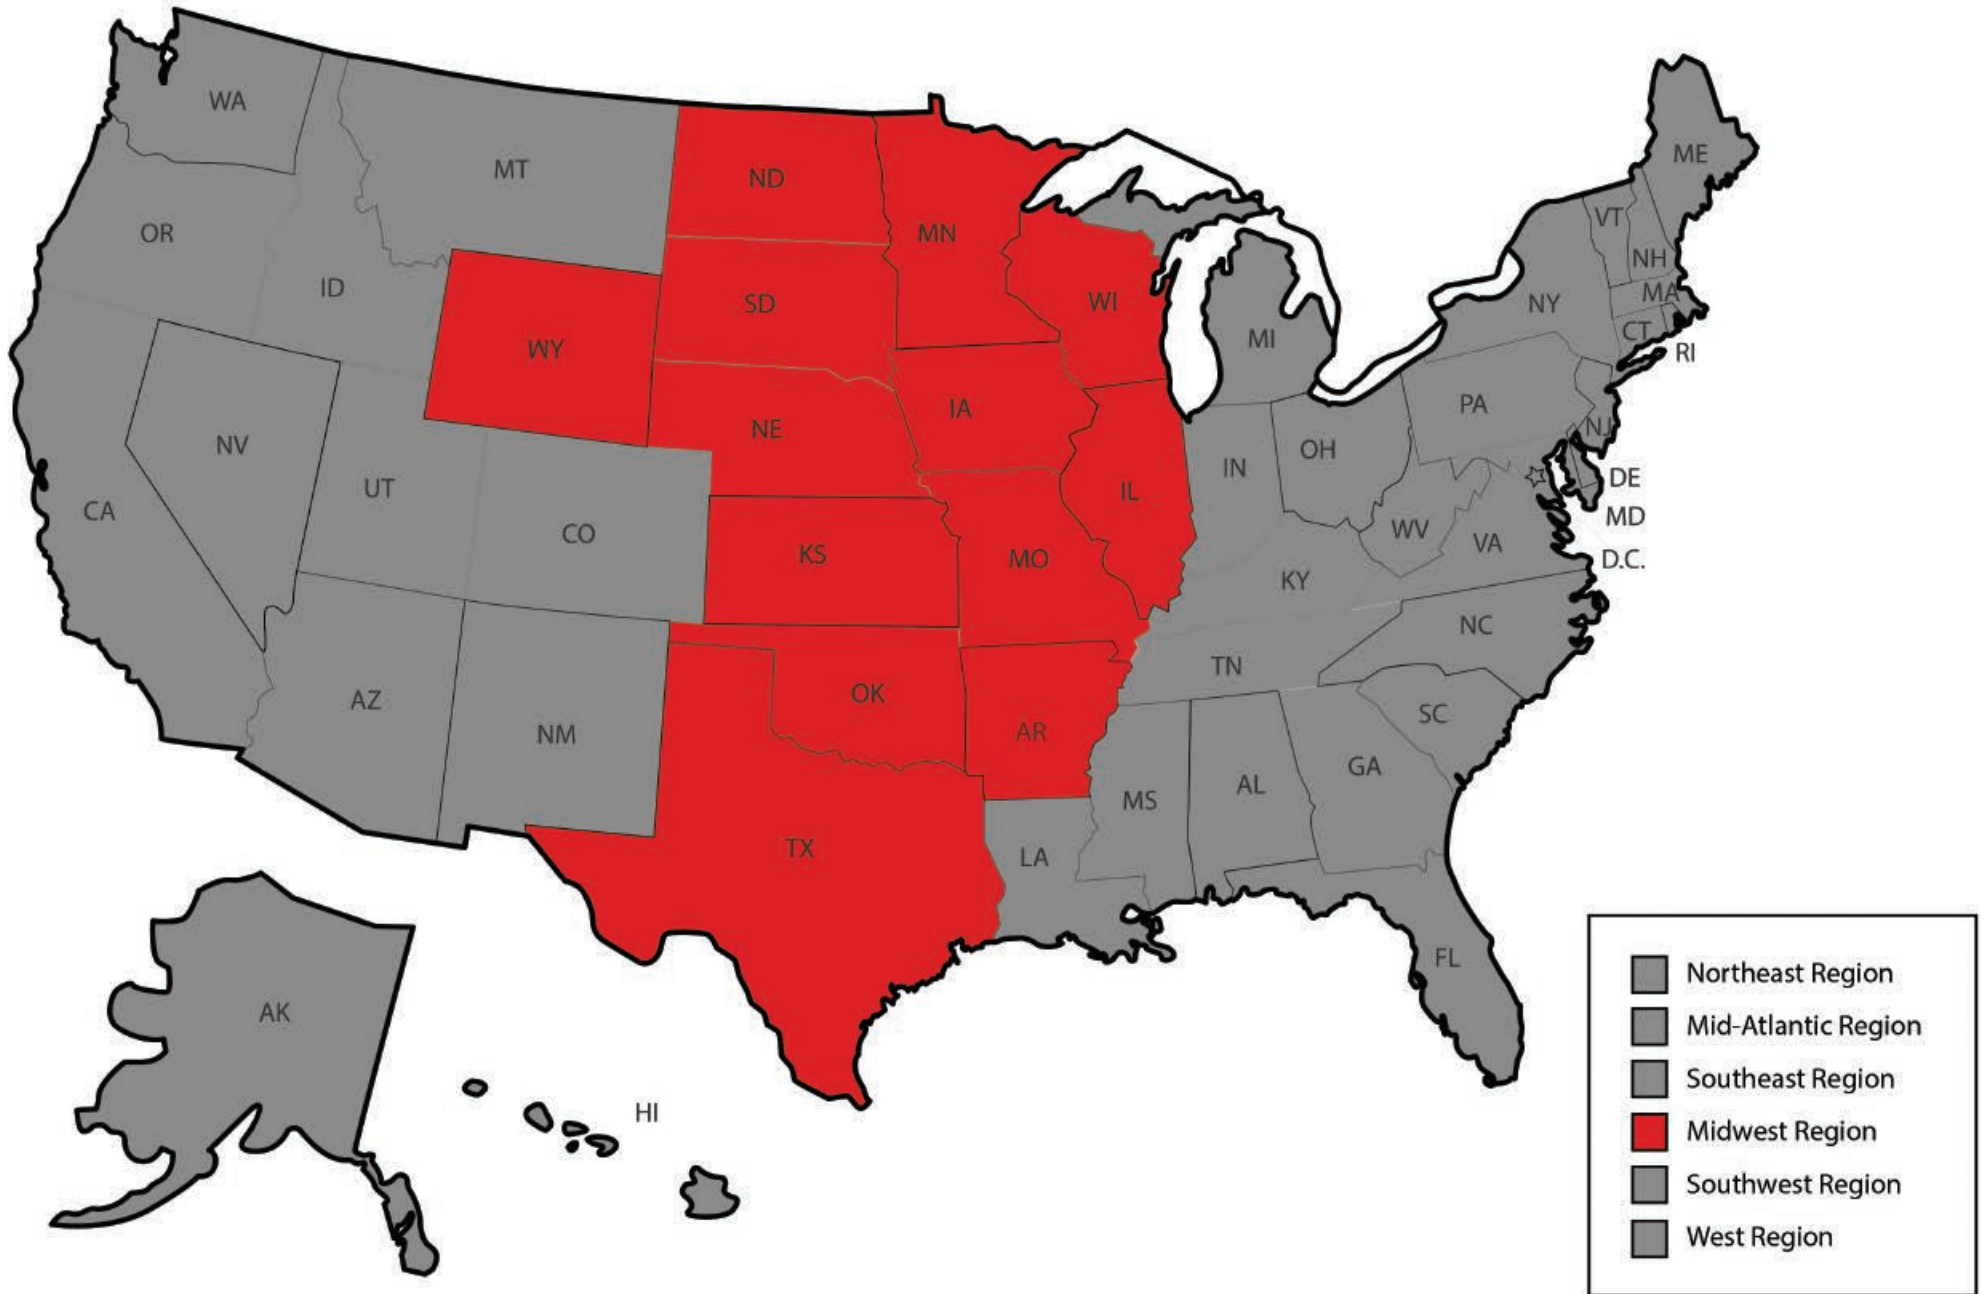 WA
MT
ND
MN
OR
ID
WY
SD
WI
MI
ME
VT
NH
NY
MA
CT
RI
NV
UT
CA
CO
NE
IA
IL
IN
OH
PA
NJ
DE
MD
D.C.
KS
MO
KY
WV
VA
NC
TN
SC
AZ
NM
OK
AR
TX
LA
MS
AL
GA
FL
AK
HI
Northeast Region
Mid-Atlantic Region
Southeast Region
Midwest Region
Southwest Region
West Region